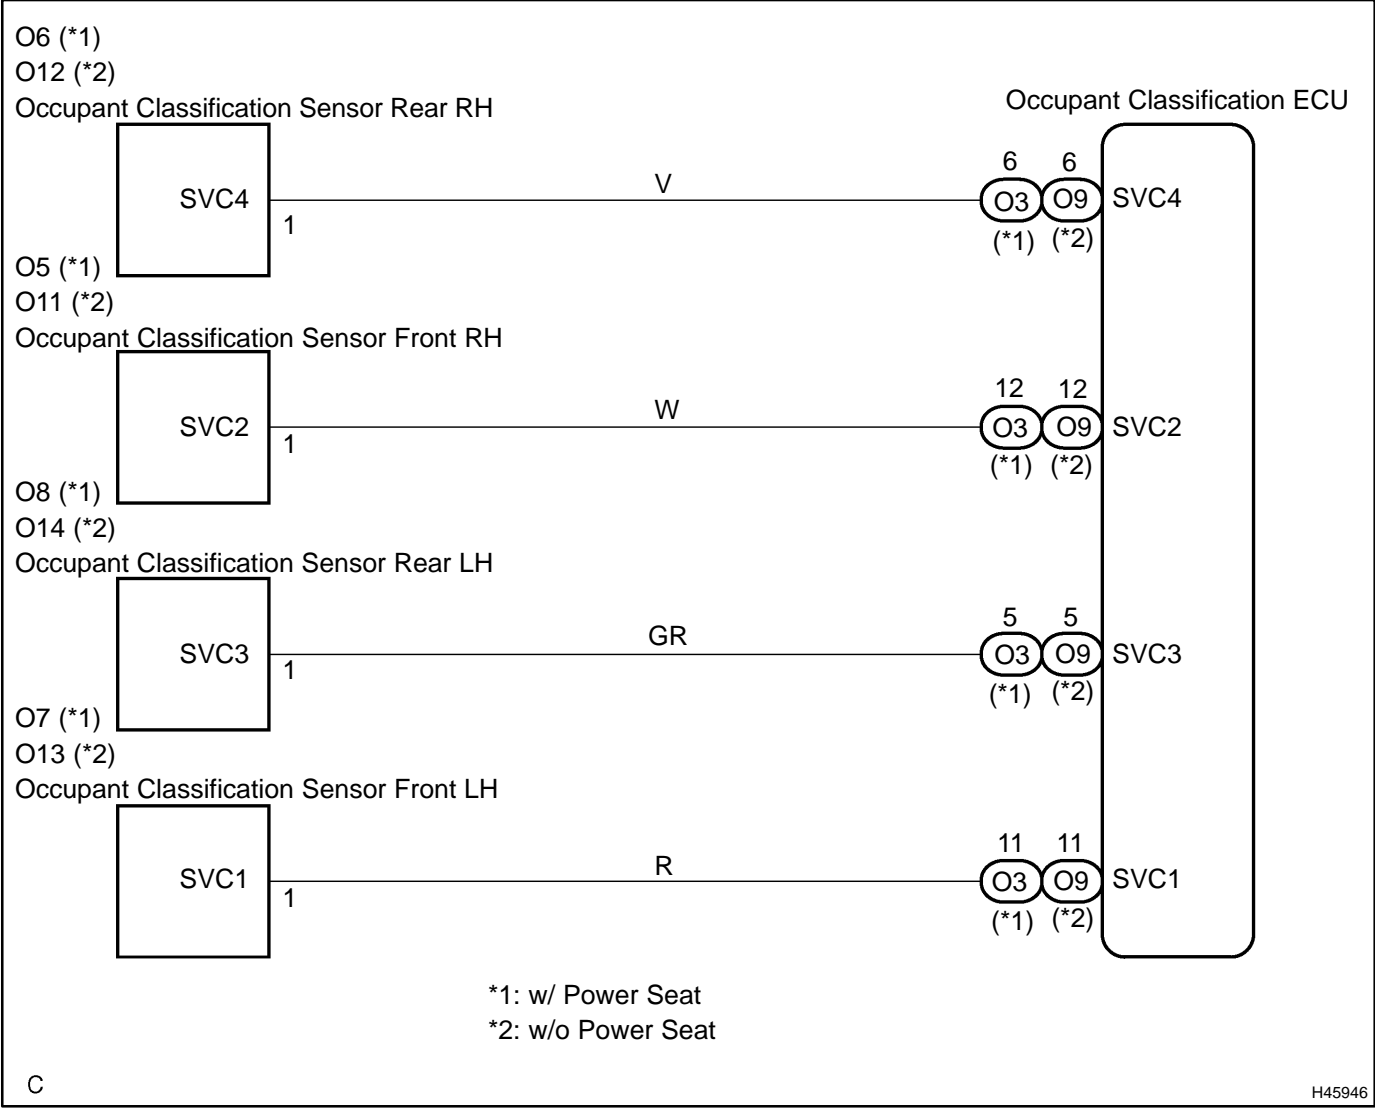 O6 (*1)
O12 (*2)
Occupant Classification Sensor Rear RH
Occupant Classification ECU
SVC4
1
V
6
6
O3
O9
(*1)
(*2)
SVC4
O5 (*1)
O11 (*2)
Occupant Classification Sensor Front RH
SVC2
1
W
12
12
O3
O9
(*1)
(*2)
SVC2
O8 (*1)
O14 (*2)
Occupant Classification Sensor Rear LH
SVC3
1
GR
5
5
O3
O9
(*1)
(*2)
SVC3
O7 (*1)
O13 (*2)
Occupant Classification Sensor Front LH
SVC1
1
R
11
11
O3
O9
(*1)
(*2)
SVC1
*1: w/ Power Seat
*2: w/o Power Seat
C
H45946